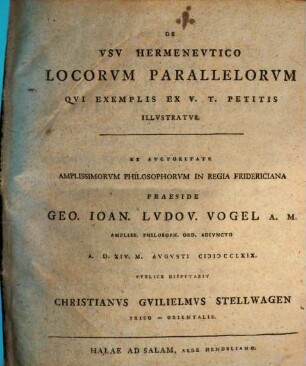 DE
VSV HERMENEVTICO
LOCORVM PARALLELORVM
QVI EXEMPLIS EX V. T. PETITIS
ILLVSTRATVR.
EX AVCTORITATE
AMPLISSIMORVM PHILOSOPHORVM IN REGIA FRIDERICIANA
PRAESIDE
GEO. IOAN. LVDOV. VOGEL A. M.
AMPLISS. PHILOSOPH. ORD. ADIVNCTO
A. D. XIV. M. AVGVSTI CIↃIↃCCLXIX.
PVBLICE DISPVTABIT
CHRISTIANVS GVILIELMVS STELLWAGEN
FRISO - ORIENTALIS.
HALAE AD SALAM, AERE HENDELIANO.